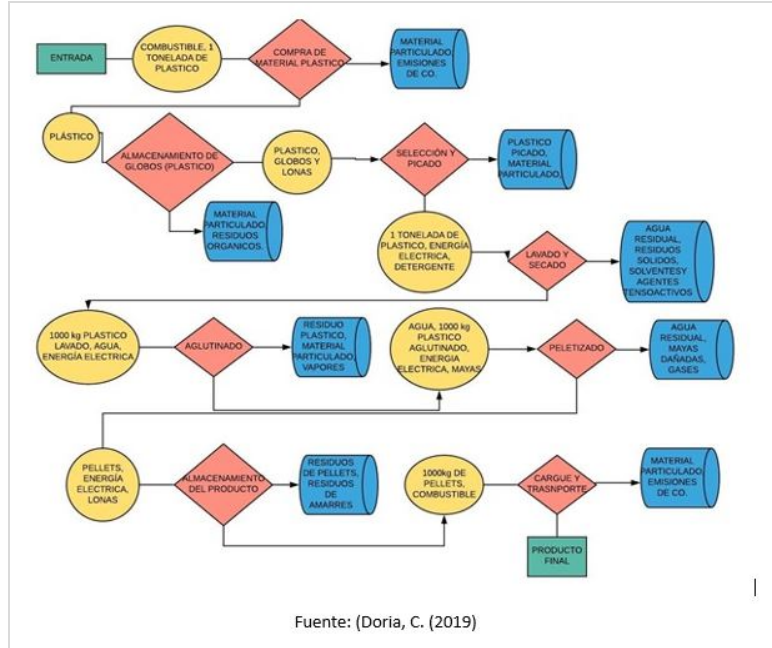 ENTRADA
COMBUSTIBLE, 1
TONELADA DE
PLASTICO
COMPRA DE
MATERIAL PLASTICO
MATERIAL
PARTICULADO,
EMISIONES
DE CO.
PLÁSTICO
ALMACENAMIENTO DE
GLOBOS (PLASTICO)
PLASTICO,
GLOBOS Y
LONAS
SELECCIÓN Y
PICADO
PLASTICO
PICADO,
MATERIAL
PARTICULADO,
MATERIAL
PARTICULADO,
RESIDUOS
ORGANICOS.
1 TONELADA DE
PLASTICO, ENERGÍA
ELECTRICA,
DETERGENTE
LAVADO Y
SECADO
AGUA
RESIDUAL,
RESIDUOS
SOLIDOS,
SOLVENTESY
AGENTES
TENSOACTIVOS
1000 kg PLASTICO
LAVADO, AGUA,
ENERGÍA ELECTRICA
AGLUTINADO
RESIDUO
PLASTICO,
MATERIAL
PARTICULADO,
VAPORES
AGUA, 1000 kg
PLASTICO
AGLUTINADO,
ENERGIA
ELECTRICA, MAYAS
PELETIZADO
AGUA
RESIDUAL,
MAYAS
DAÑADAS,
GASES
PELLETS,
ENERGÍA
ELECTRICA,
LONAS
ALMACENAMIENTO
DEL PRODUCTO
RESIDUOS
DE PELLETS,
RESIDUOS
DE
AMARRES
1000kg DE
PELLETS,
COMBUSTIBLE
CARGUE Y
TRASNPORTE
MATERIAL
PARTICULADO,
EMISIONES
DE CO.
PRODUCTO
FINAL
Fuente: (Doria, C. (2019)